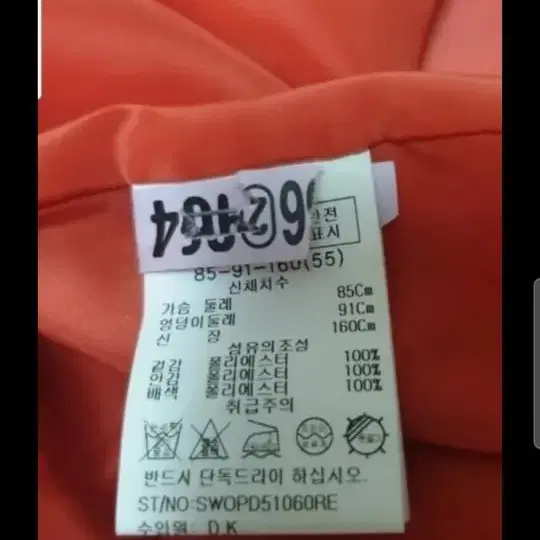 안전
표시
85-91-160(55)
신체치수
가슴 둘레 85Cm
엉덩이둘레 91Cm
신 장 160Cm
섬유의조성
겉감 폴리에스터 100%
안감 폴리에스터 100%
배색 폴리에스터 100%
취급주의
반드시 단독드라이 하십시오.
ST/NO:SWOPD51060RE
수입원: D.K